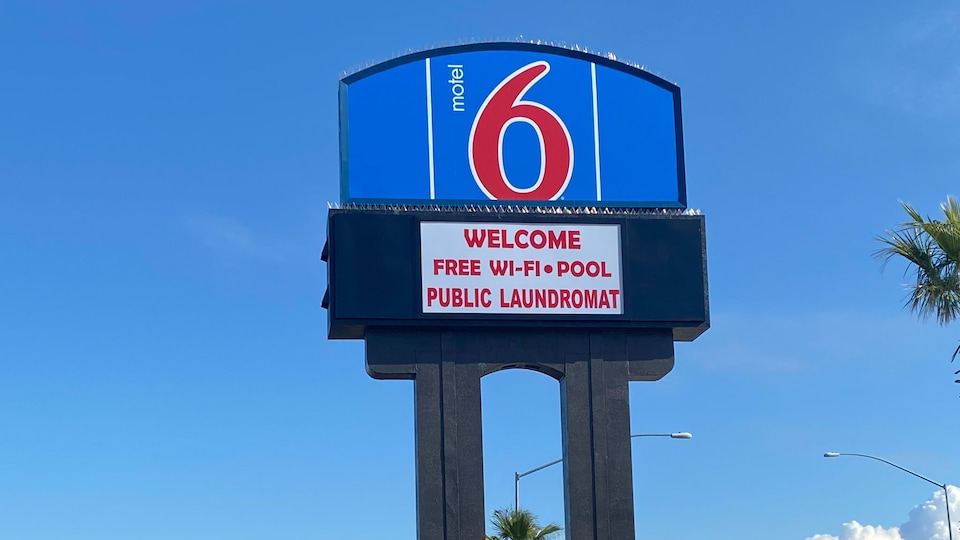 motel
6
WELCOME
FREE WI-FI • POOL
PUBLIC LAUNDROMAT